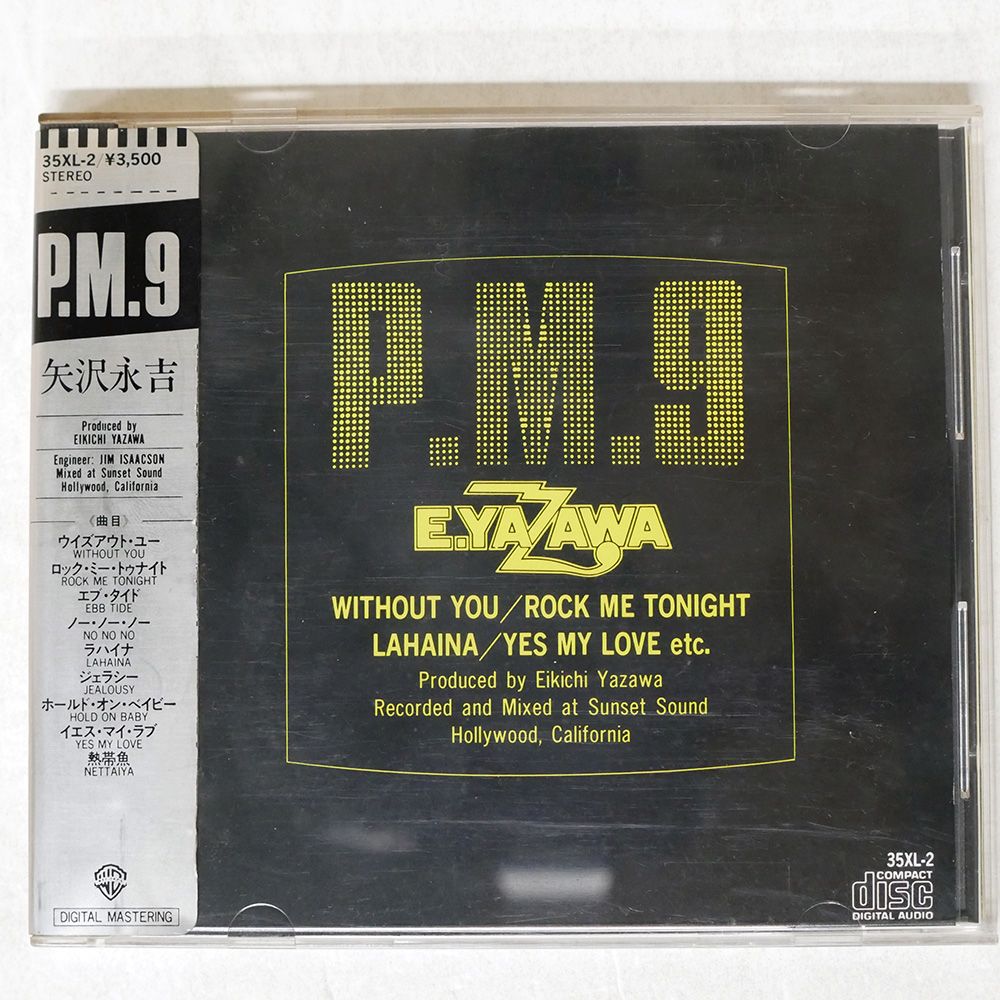 35XL-2/¥3,500
STEREO
P.M.9
矢沢永吉
Produced by
EIKICHI YAZAWA
Engineer: JIM ISAACSON
Mixed at Sunset Sound
Hollywood, California
《曲目》
ウイズアウト・ユー
WITHOUT YOU
ロック・ミー・トゥナイト
ROCK ME TONIGHT
エブ・タイド
EBB TIDE
ノー・ノー・ノー
NO NO NO
ラハイナ
LAHAINA
ジェラシー
JEALOUSY
ホールド・オン・ベイビー
HOLD ON BABY
イエス・マイ・ラブ
YES MY LOVE
熱帯魚
NETTAIYA
DIGITAL MASTERING
P.M.9
E.YAZAWA
WITHOUT YOU/ROCK ME TONIGHT
LAHAINA/YES MY LOVE etc.
Produced by Eikichi Yazawa
Recorded and Mixed at Sunset Sound
Hollywood, California
35XL-2
COMPACT
disc
DIGITAL AUDIO